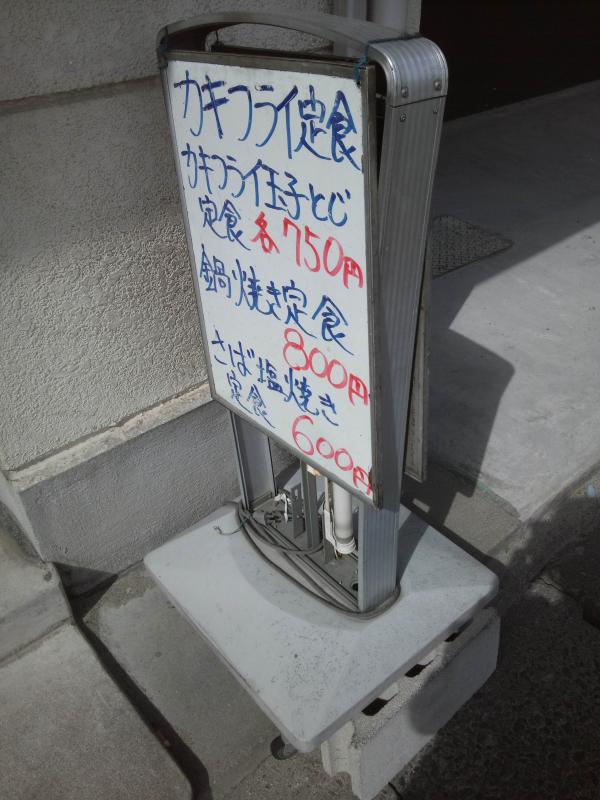 カキフライ定食
カキフライ玉子とじ
定食 各750円
鍋焼き定食
800円
さば塩焼き
定食
600円